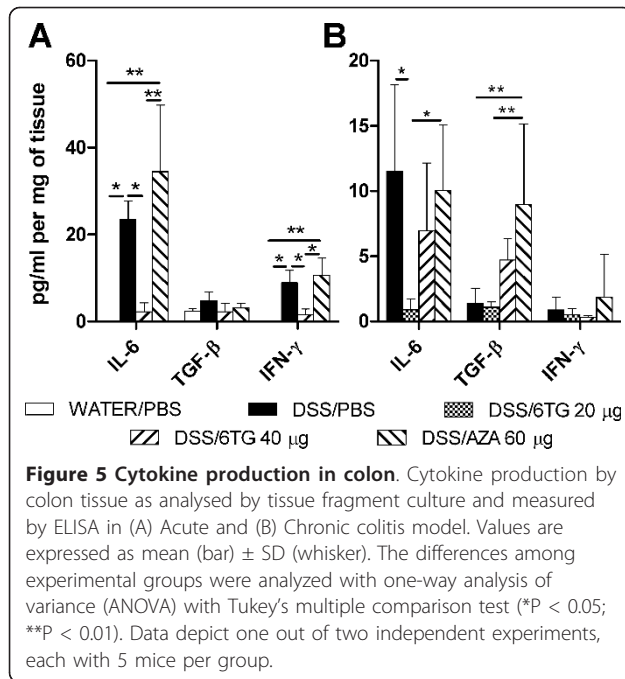 A
B
pg/ml per mg of tissue
60
40
20
0
**
**
* *
**
* * *
IL-6
TGF-β
IFN-γ
20
15
10
5
0
*
*
**
**
IL-6
TGF-β
IFN-γ
WATER/PBS DSS/PBS DSS/6TG 20 µg
DSS/6TG 40 µg DSS/AZA 60 µg
Figure 5 Cytokine production in colon. Cytokine production by
colon tissue as analysed by tissue fragment culture and measured
by ELISA in (A) Acute and (B) Chronic colitis model. Values are
expressed as mean (bar) ± SD (whisker). The differences among
experimental groups were analyzed with one-way analysis of
variance (ANOVA) with Tukey's multiple comparison test (*P < 0.05;
**P < 0.01). Data depict one out of two independent experiments,
each with 5 mice per group.